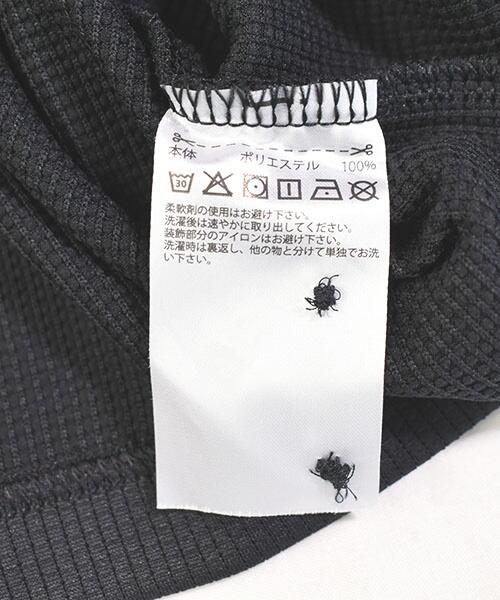 本体 ポリエステル 100%
30
柔軟剤の使用はお避け下さい。
洗濯後は速やかに取り出してください。
装飾部分のアイロンはお避け下さい。
洗濯時は裏返し、他の物と分けて単独でお洗
い下さい。